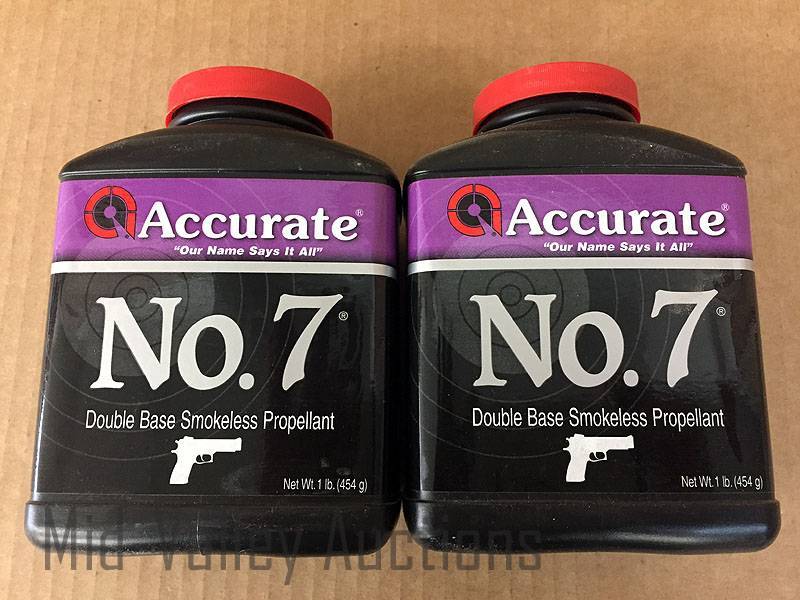 Accurate®
"Our Name Says It All"
No. 7®
Double Base Smokeless Propellant
Net Wt. 1 lb. (454 g)
Accurate®
"Our Name Says It All"
No. 7®
Double Base Smokeless Propellant
Net Wt. 1 lb. (454 g)
Mid-Valley Auctions